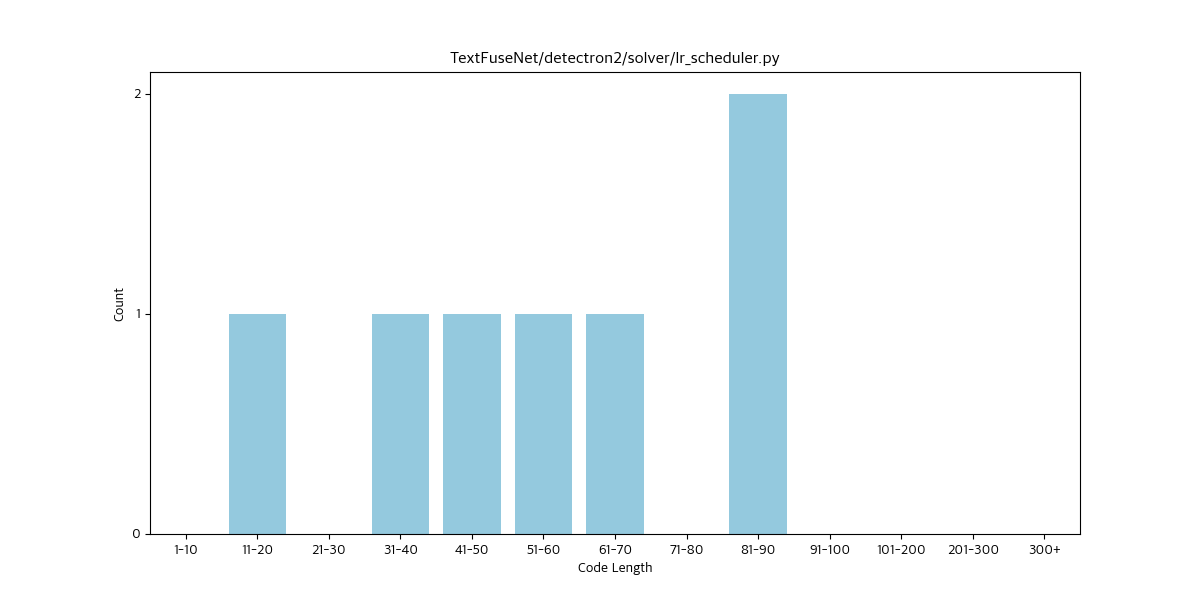 TextFuseNet/detectron2/solver/lr_scheduler.py
2
1
0
Count
1-10 11-20 21-30 31-40 41-50 51-60 61-70 71-80 81-90 91-100 101-200 201-300 300+
Code Length